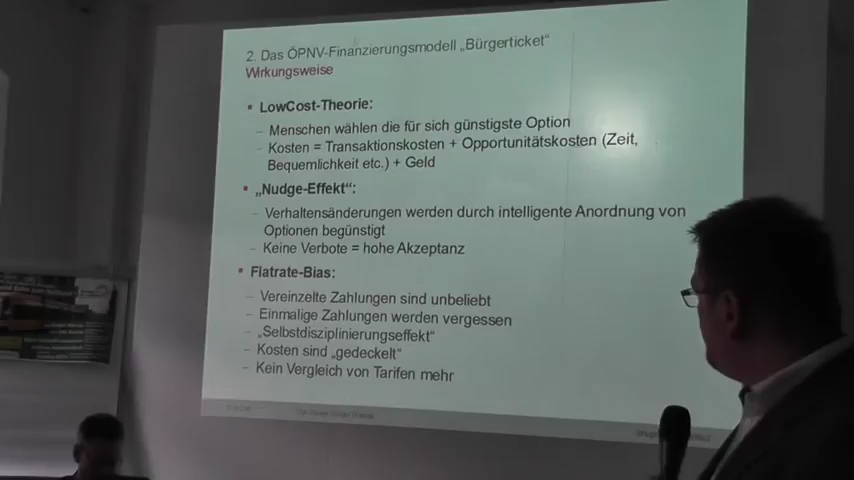 2. Das ÖPNV-Finanzierungsmodell „Bürgerticket“
Wirkungsweise
▪ LowCost-Theorie:
– Menschen wählen die für sich günstigste Option
– Kosten = Transaktionskosten + Opportunitätskosten (Zeit,
Bequemlichkeit etc.) + Geld
▪ „Nudge-Effekt“:
– Verhaltensänderungen werden durch intelligente Anordnung von
Optionen begünstigt
– Keine Verbote = hohe Akzeptanz
▪ Flatrate-Bias:
– Vereinzelte Zahlungen sind unbeliebt
– Einmalige Zahlungen werden vergessen
– „Selbstdisziplinierungseffekt“
– Kosten sind „gedeckelt“
– Kein Vergleich von Tarifen mehr